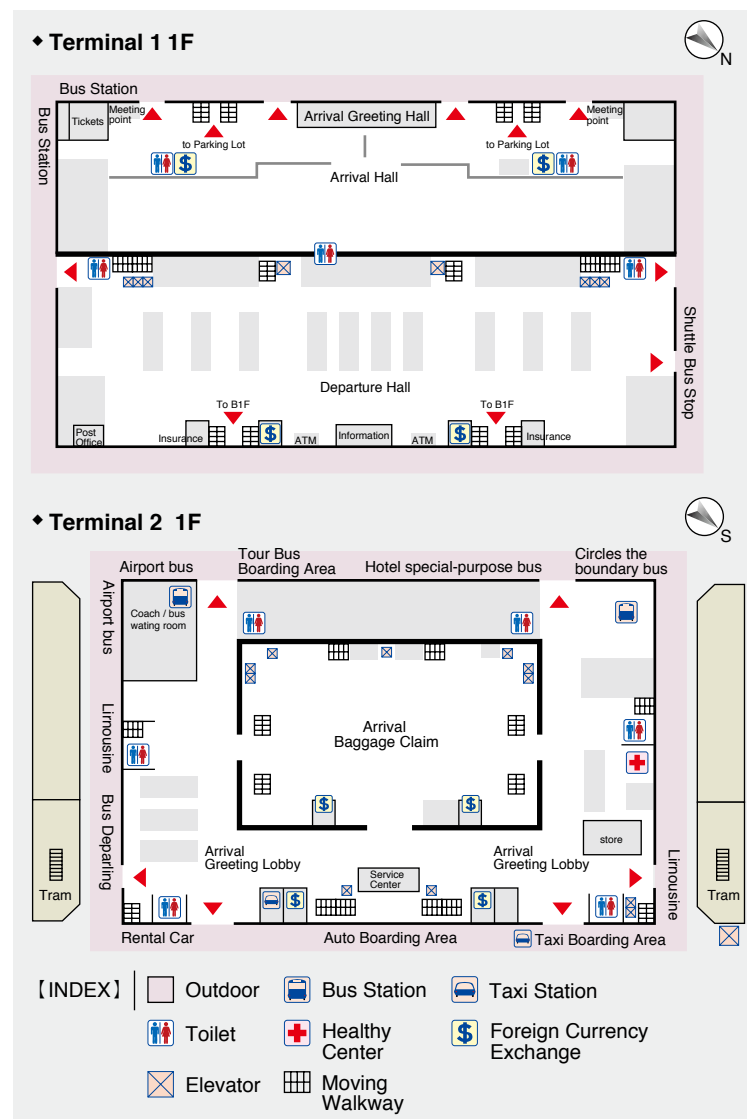 ◆ Terminal 1 1F
N
Bus Station
Bus Station
Tickets
Meeting
point
Arrival Greeting Hall
Meeting
point
to Parking Lot
to Parking Lot
Arrival Hall
Shuttle Bus Stop
Departure Hall
To B1F
To B1F
Post
Office
Insurance
ATM
Information
ATM
Insurance
◆ Terminal 2 1F
S
Airport bus
Tour Bus
Boarding Area
Hotel special-purpose bus
Circles the
boundary bus
Airport bus
Coach / bus
wating room
Limousine
Arrival
Baggage Claim
Bus Departing
store
Arrival
Greeting Lobby
Arrival
Greeting Lobby
Service
Center
Limousine
Tram
Tram
Rental Car
Auto Boarding Area
Taxi Boarding Area
【INDEX】
Outdoor
Bus Station
Taxi Station
Toilet
Healthy
Center
Foreign Currency
Exchange
Elevator
Moving
Walkway